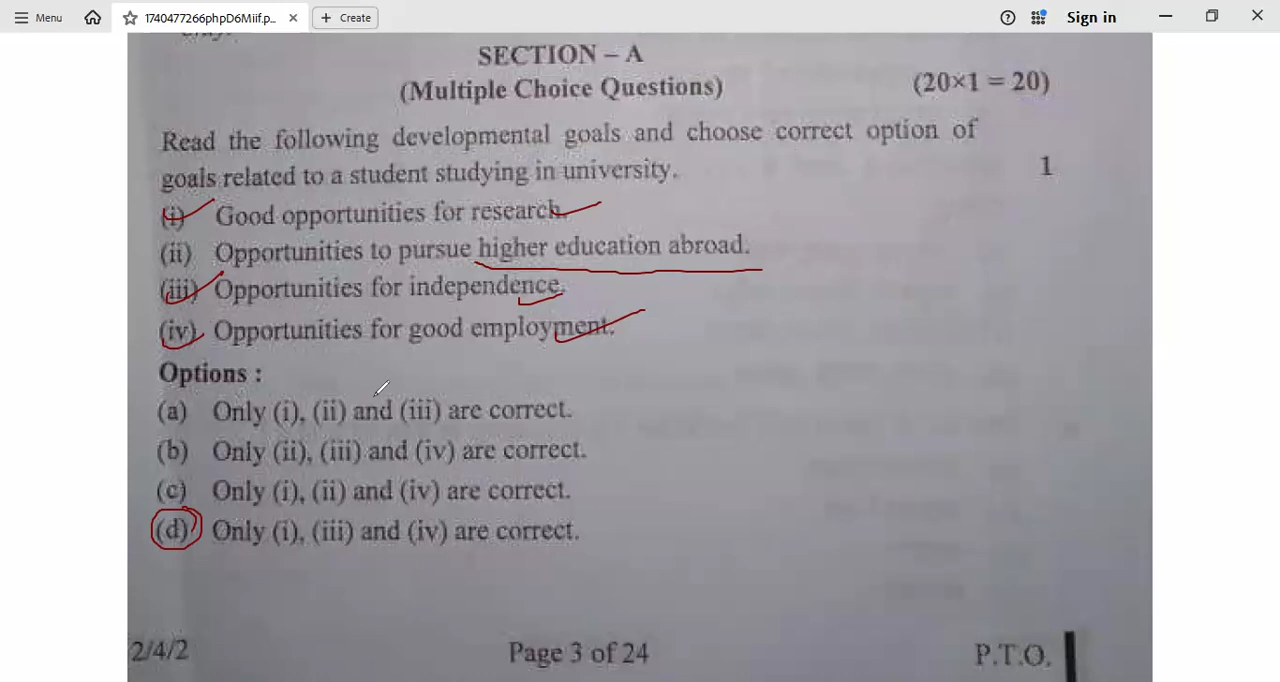 Menu
1740477266phpD6Miif.p...
Create
Sign in
SECTION – A
(Multiple Choice Questions) (20×1 = 20)
Read the following developmental goals and choose correct option of
goals related to a student studying in university. 1
(i) Good opportunities for research.
(ii) Opportunities to pursue higher education abroad.
(iii) Opportunities for independence.
(iv) Opportunities for good employment.
Options :
(a) Only (i), (ii) and (iii) are correct.
(b) Only (ii), (iii) and (iv) are correct.
(c) Only (i), (ii) and (iv) are correct.
(d) Only (i), (iii) and (iv) are correct.
2/4/2 Page 3 of 24 P.T.O.